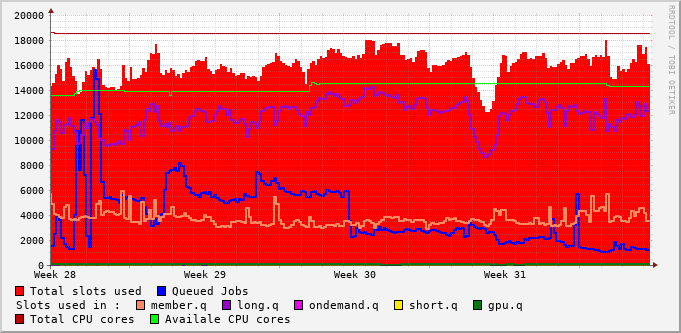 20000
18000
16000
14000
12000
10000
8000
6000
4000
2000
0
Week 28 Week 29 Week 30 Week 31
RRDTOOL / TOBI OETIKER
Total slots used Queued Jobs
Slots used in : member.q long.q ondemand.q short.q gpu.q
Total CPU cores Availale CPU cores